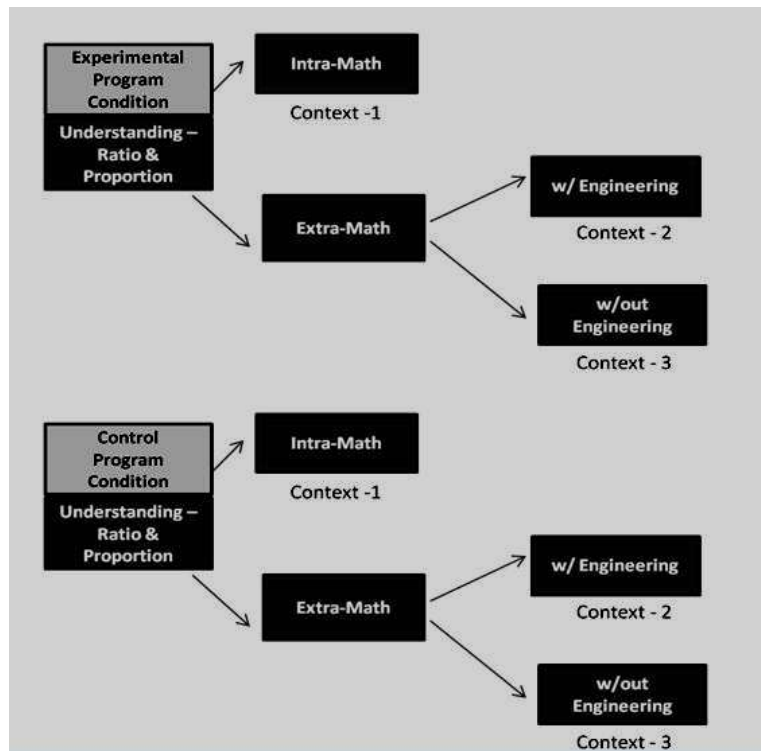 Experimental
Program
Condition
Understanding –
Ratio &
Proportion
Intra-Math
Context -1
Extra-Math
w/ Engineering
Context - 2
w/out
Engineering
Context - 3
Control
Program
Condition
Understanding –
Ratio &
Proportion
Intra-Math
Context -1
Extra-Math
w/ Engineering
Context - 2
w/out
Engineering
Context - 3